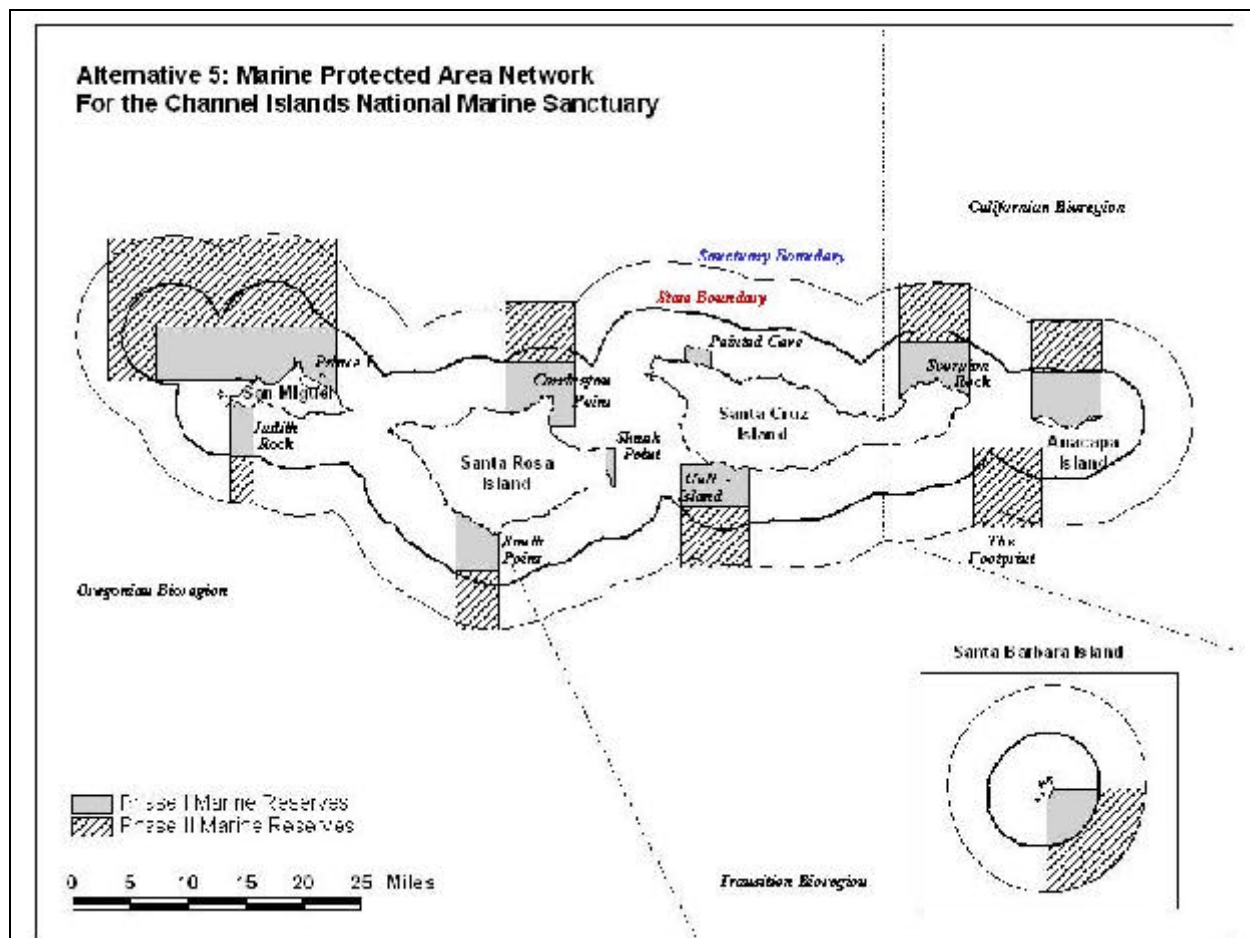 Alternative 5: Marine Protected Area Network
For the Channel Islands National Marine Sanctuary
Californian Bioregion
Sanctuary Boundary
State Boundary
Painted Cave
Prince I
San Miguel
Carrington
Point
Scorpion
Rock
Judith
Rock
Santa Cruz
Island
Skunk
Point
Anacapa
Island
Santa Rosa
Island
Gull
Island
South
Point
The
Footprint
Oregonian Bioregion
Santa Barbara Island
Phase I Marine Reserves
Phase II Marine Reserves
0 5 10 15 20 25 Miles
Transition Bioregion